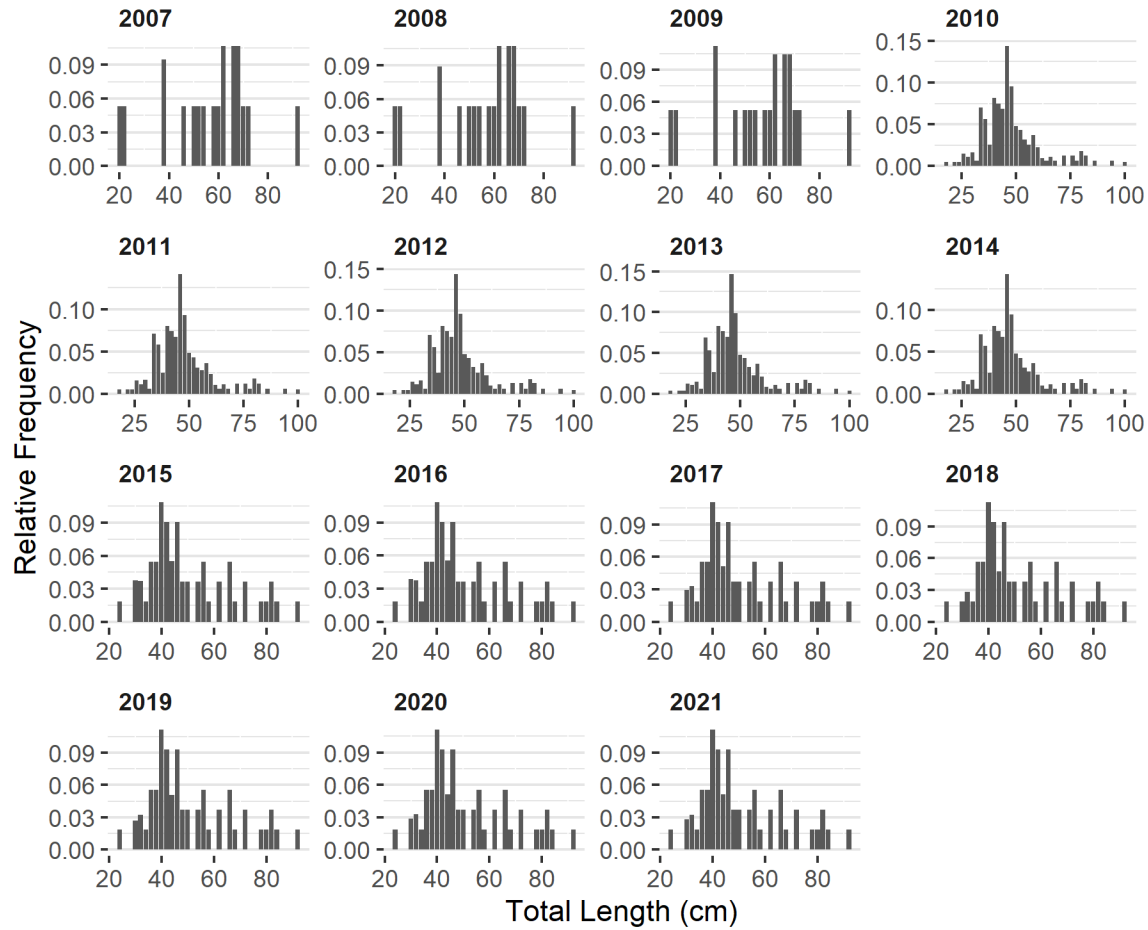 2007 2008 2009 2010
0.09 0.09 0.09 0.15
0.06 0.06 0.06 0.10
0.03 0.03 0.03 0.05
0.00 0.00 0.00 0.00
20 40 60 80 20 40 60 80 20 40 60 80 25 50 75 100
2011 2012 2013 2014
0.10 0.15 0.15 0.10
0.05 0.10 0.10 0.05
0.00 0.05 0.05 0.00
0.00 0.00
25 50 75 100 25 50 75 100 25 50 75 100 25 50 75 100
Relative Frequency
2015 2016 2017 2018
0.09 0.09 0.09 0.09
0.06 0.06 0.06 0.06
0.03 0.03 0.03 0.03
0.00 0.00 0.00 0.00
20 40 60 80 20 40 60 80 20 40 60 80 20 40 60 80
2019 2020 2021
0.09 0.09 0.09
0.06 0.06 0.06
0.03 0.03 0.03
0.00 0.00 0.00
20 40 60 80 20 40 60 80 20 40 60 80
Total Length (cm)